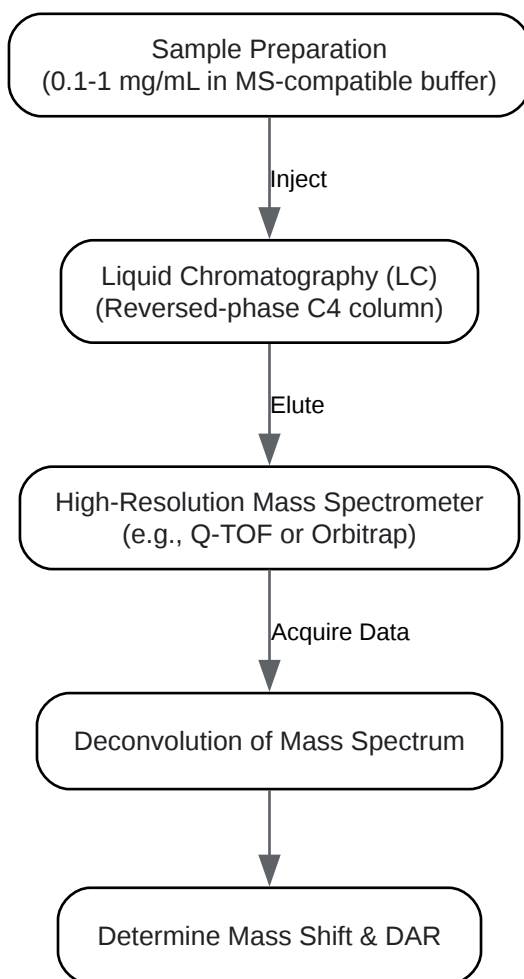 Sample Preparation
(0.1-1 mg/mL in MS-compatible buffer)
Inject
Liquid Chromatography (LC)
(Reversed-phase C4 column)
Elute
High-Resolution Mass Spectrometer
(e.g., Q-TOF or Orbitrap)
Acquire Data
Deconvolution of Mass Spectrum
Determine Mass Shift & DAR